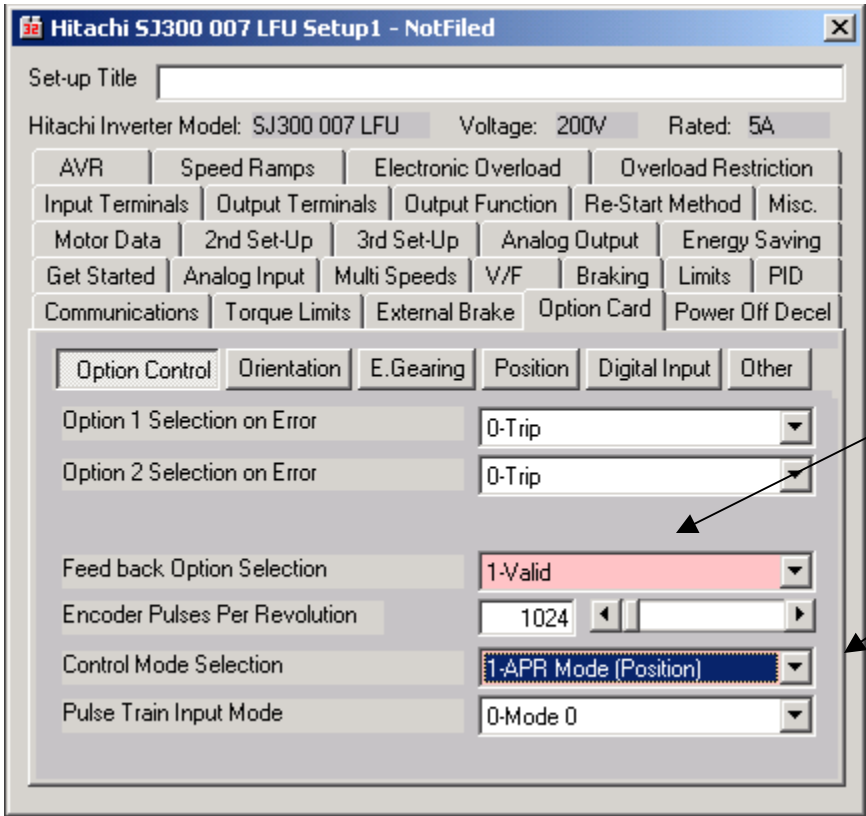 Hitachi SJ300 007 LFU Setup1 - NotFiled
Set-up Title
Hitachi Inverter Model: SJ300 007 LFU Voltage: 200V Rated: 5A
AVR Speed Ramps Electronic Overload Overload Restriction
Input Terminals Output Terminals Output Function Re-Start Method Misc.
Motor Data 2nd Set-Up 3rd Set-Up Analog Output Energy Saving
Get Started Analog Input Multi Speeds V/F Braking Limits PID
Communications Torque Limits External Brake Option Card Power Off Decel
Option Control Orientation E.Gearing Position Digital Input Other
Option 1 Selection on Error 0-Trip
Option 2 Selection on Error 0-Trip
Feed back Option Selection 1-Valid
Encoder Pulses Per Revolution 1024
Control Mode Selection 1-APR Mode (Position)
Pulse Train Input Mode 0-Mode 0